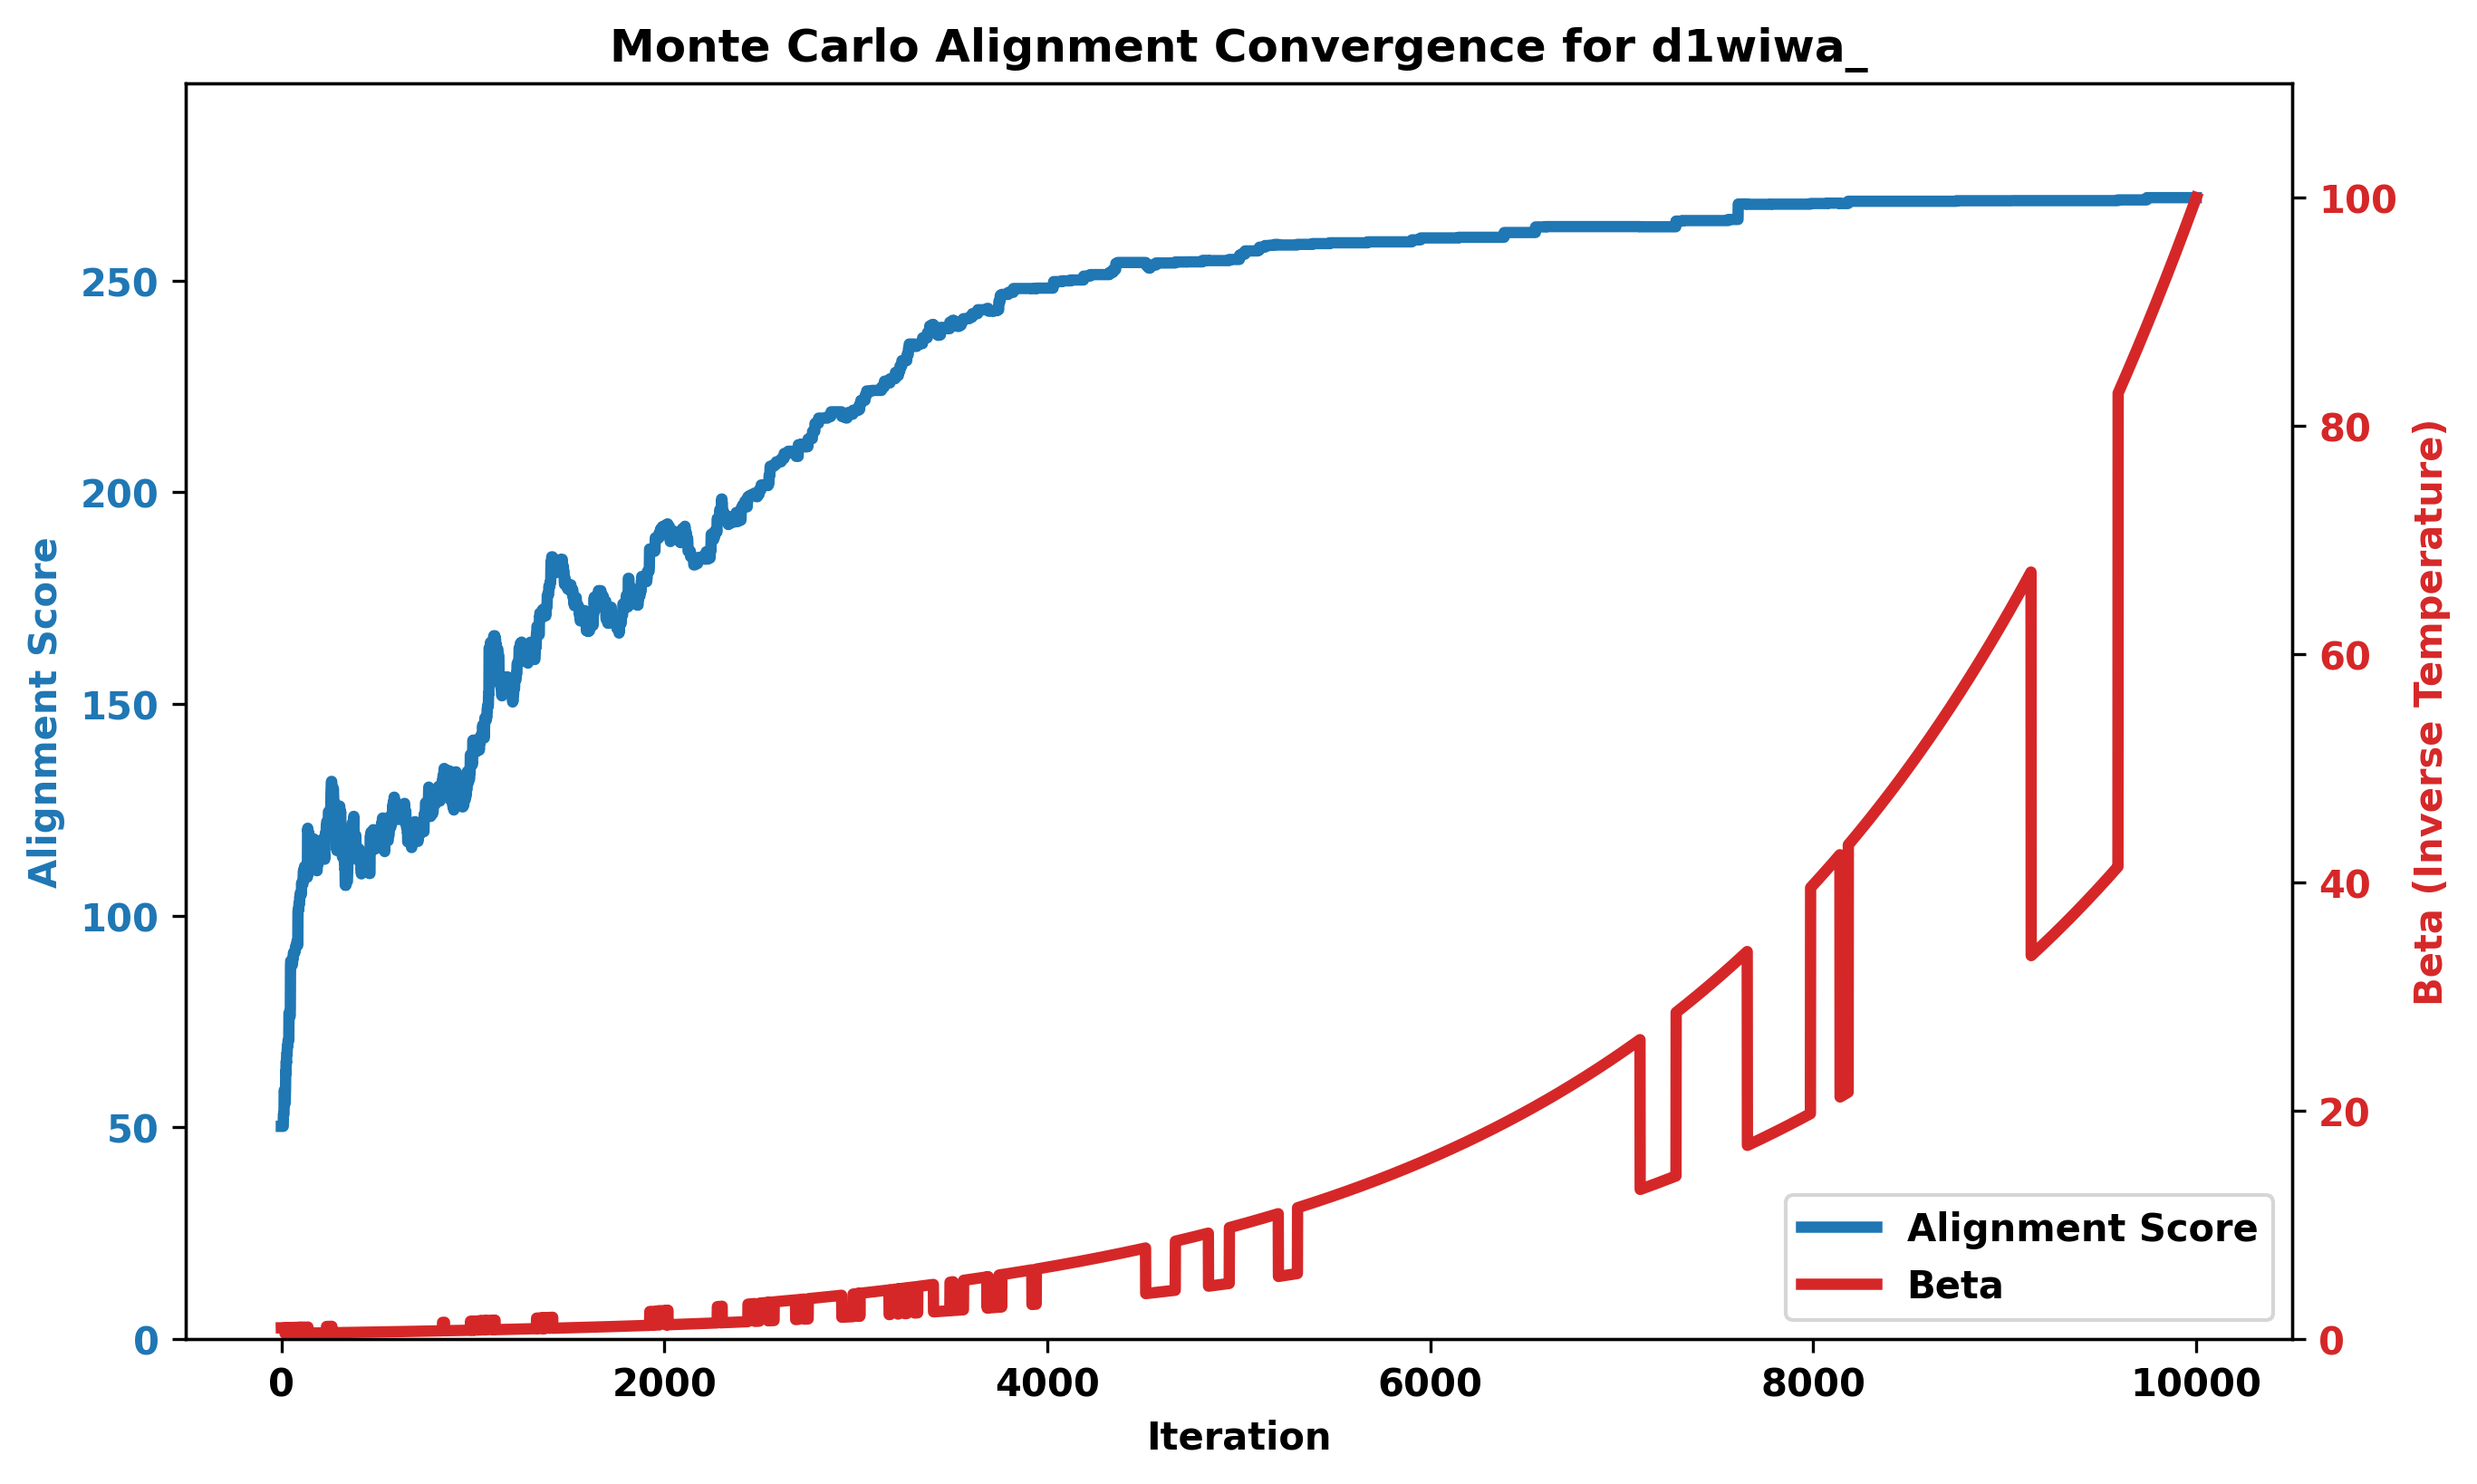 Monte Carlo Alignment Convergence for d1wiwa_
Alignment Score
250
200
150
100
50
0
100
80
60
40
20
0
Beta (Inverse Temperature)
Alignment Score
Beta
0 2000 4000 6000 8000 10000
Iteration